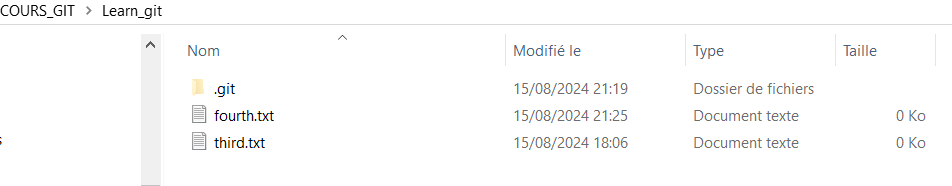 COURS_GIT > Learn_git
Nom Modifié le Type Taille
.git 15/08/2024 21:19 Dossier de fichiers
fourth.txt 15/08/2024 21:25 Document texte 0 Ko
third.txt 15/08/2024 18:06 Document texte 0 Ko